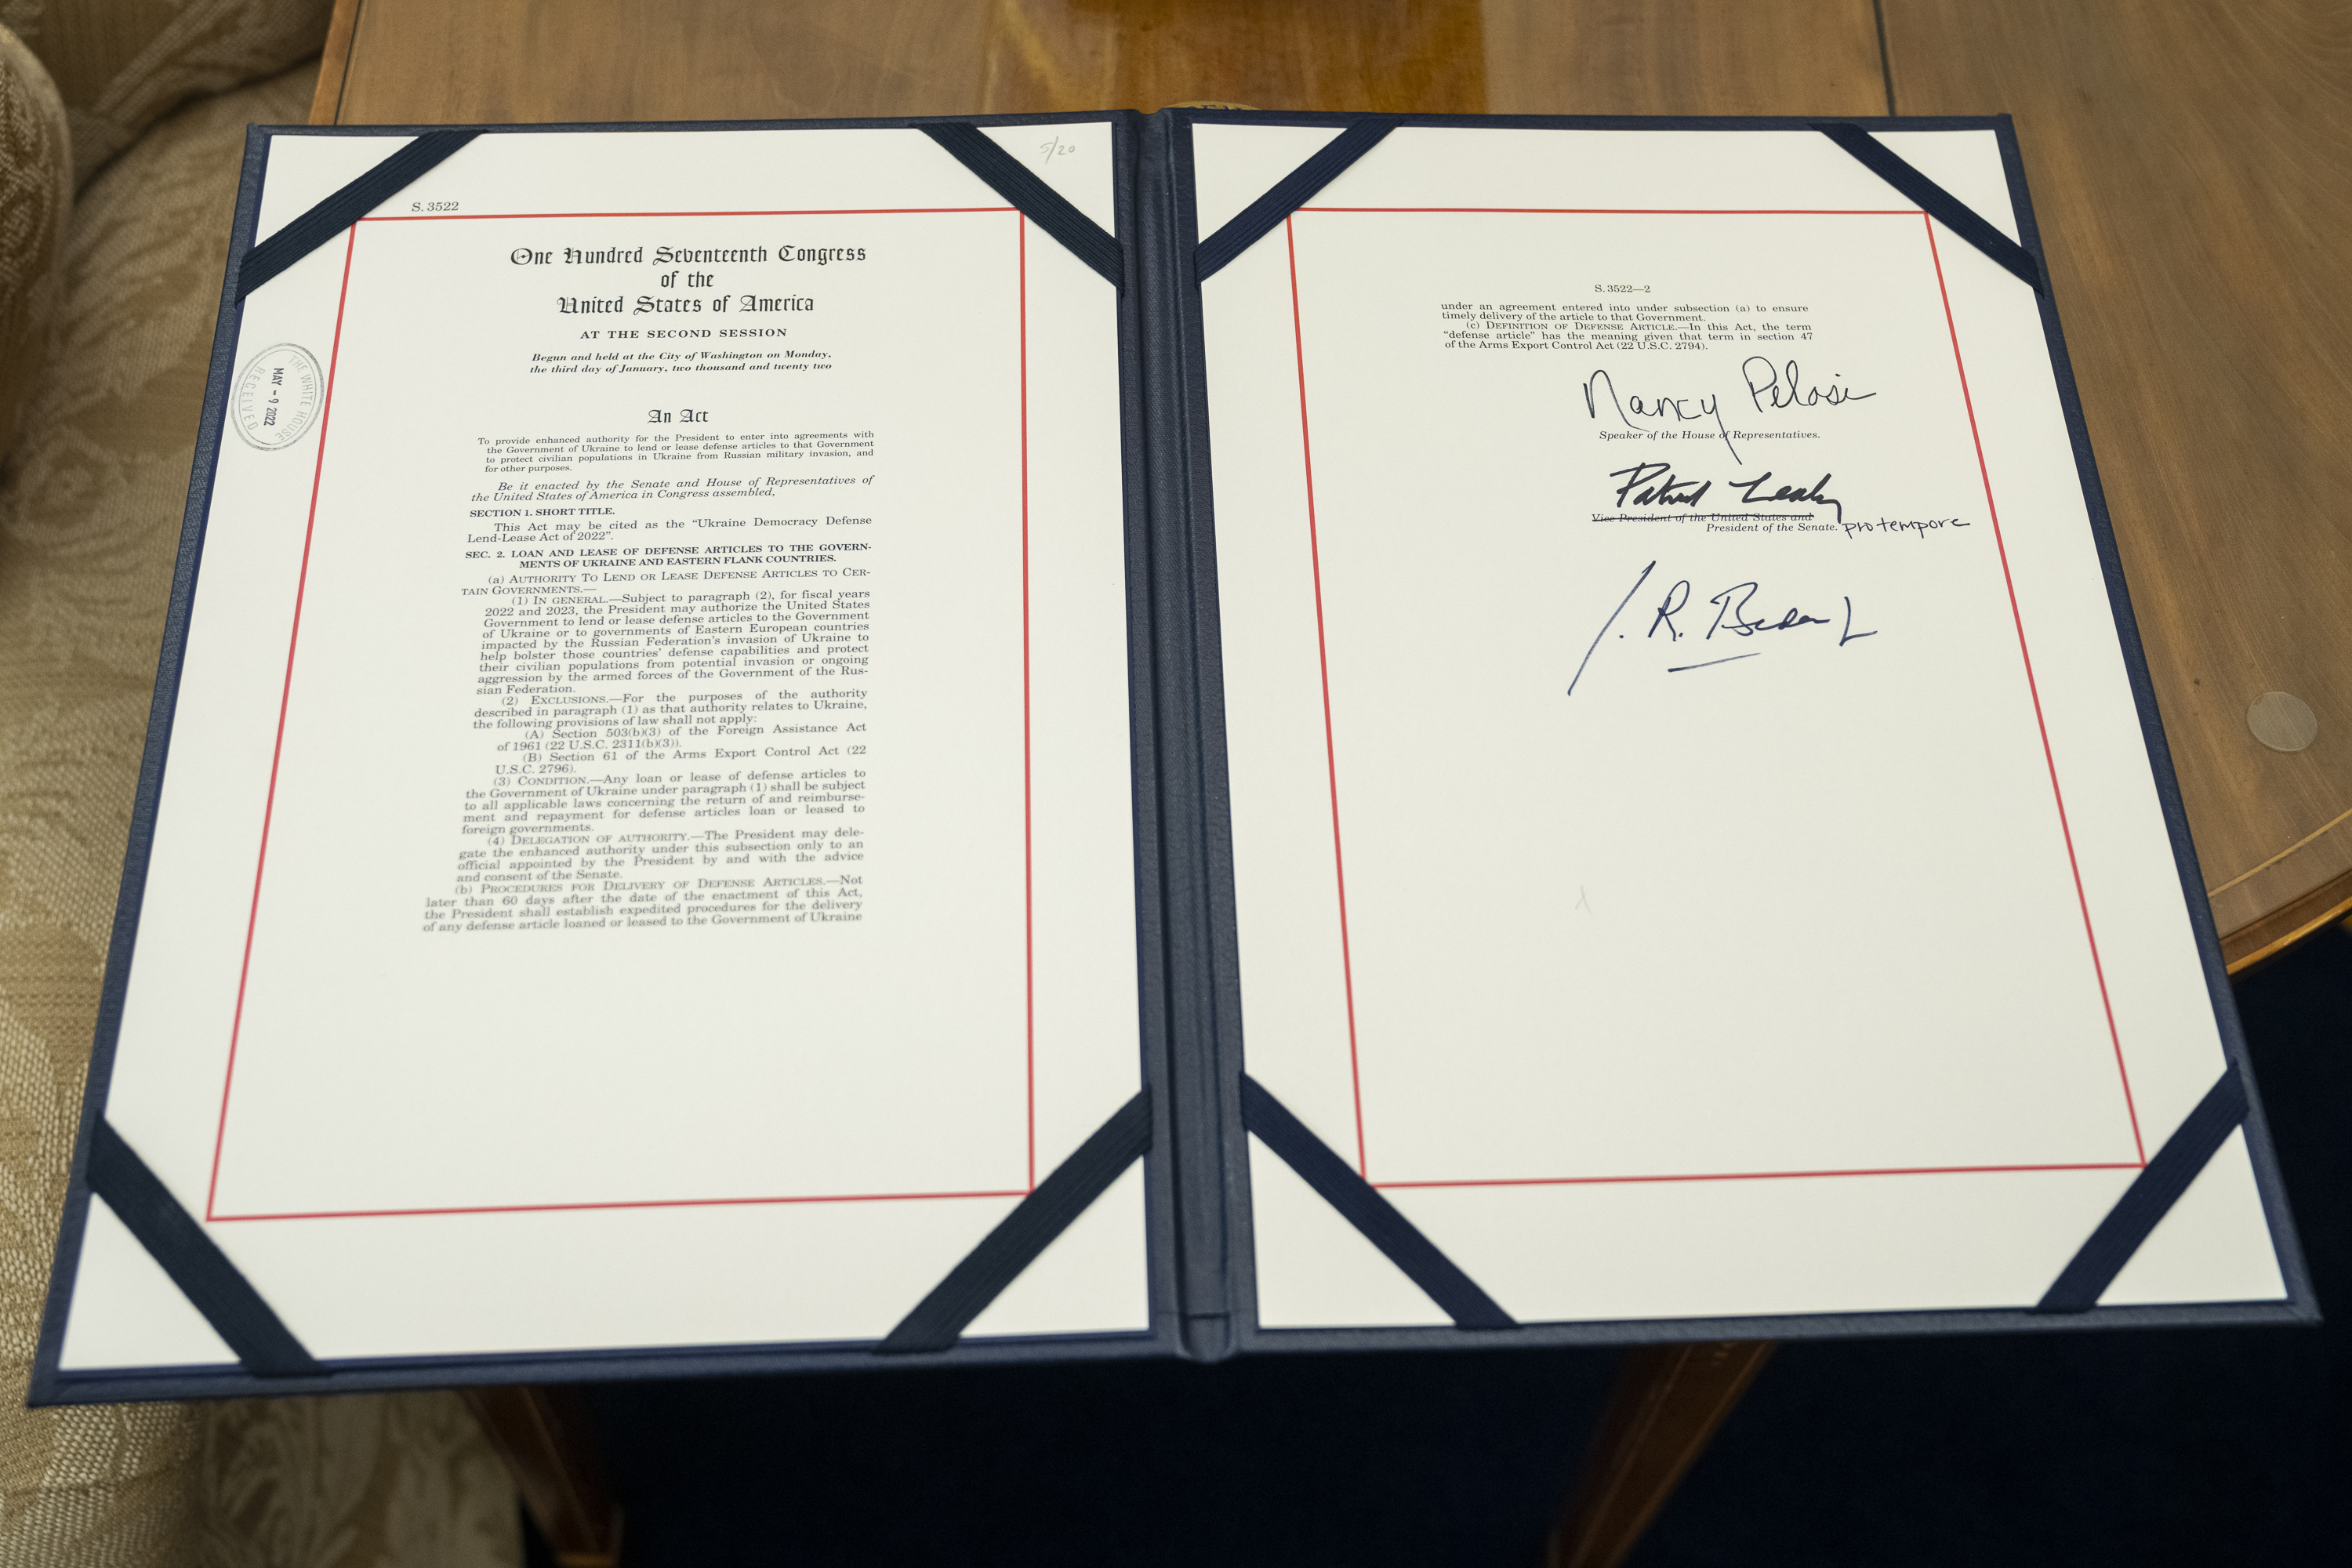 5/20
S. 3522
One Hundred Seventeenth Congress
of the
United States of America
AT THE SECOND SESSION
Begun and held at the City of Washington on Monday,
the third day of January, two thousand and twenty two
THE WHITE HOUSE
MAY - 9 2022
RECEIVED
An Act
To provide enhanced authority for the President to enter into agreements with
the Government of Ukraine to lend or lease defense articles to that Government
to protect civilian populations in Ukraine from Russian military invasion, and
for other purposes.
Be it enacted by the Senate and House of Representatives of
the United States of America in Congress assembled,
SECTION 1. SHORT TITLE.
This Act may be cited as the “Ukraine Democracy Defense
Lend-Lease Act of 2022”.
SEC. 2. LOAN AND LEASE OF DEFENSE ARTICLES TO THE GOVERN-
MENTS OF UKRAINE AND EASTERN FLANK COUNTRIES.
(a) AUTHORITY TO LEND OR LEASE DEFENSE ARTICLES TO CER-
TAIN GOVERNMENTS.—
(1) IN GENERAL.—Subject to paragraph (2), for fiscal years
2022 and 2023, the President may authorize the United States
Government to lend or lease defense articles to the Government
of Ukraine or to governments of Eastern European countries
impacted by the Russian Federation’s invasion of Ukraine to
help bolster those countries’ defense capabilities and protect
their civilian populations from potential invasion or ongoing
aggression by the armed forces of the Government of the Rus-
sian Federation.
(2) EXCLUSIONS.—For the purposes of the authority
described in paragraph (1) as that authority relates to Ukraine,
the following provisions of law shall not apply:
(A) Section 503(b)(3) of the Foreign Assistance Act
of 1961 (22 U.S.C. 2311(b)(3)).
(B) Section 61 of the Arms Export Control Act (22
U.S.C. 2796).
(3) CONDITION.—Any loan or lease of defense articles to
the Government of Ukraine under paragraph (1) shall be subject
to all applicable laws concerning the return of and reimburse-
ment and repayment for defense articles loan or leased to
foreign governments.
(4) DELEGATION OF AUTHORITY.—The President may dele-
gate the enhanced authority under this subsection only to an
official appointed by the President by and with the advice
and consent of the Senate.
(b) PROCEDURES FOR DELIVERY OF DEFENSE ARTICLES.—Not
later than 60 days after the date of the enactment of this Act,
the President shall establish expedited procedures for the delivery
of any defense article loaned or leased to the Government of Ukraine
S. 3522—2
under an agreement entered into under subsection (a) to ensure
timely delivery of the article to that Government.
(c) DEFINITION OF DEFENSE ARTICLE.—In this Act, the term
“defense article” has the meaning given that term in section 47
of the Arms Export Control Act (22 U.S.C. 2794).
Nancy Pelosi
Speaker of the House of Representatives.
Patrick Leahy
Vice President of the United States and
President of the Senate. pro tempore
J. R. Biden Jr